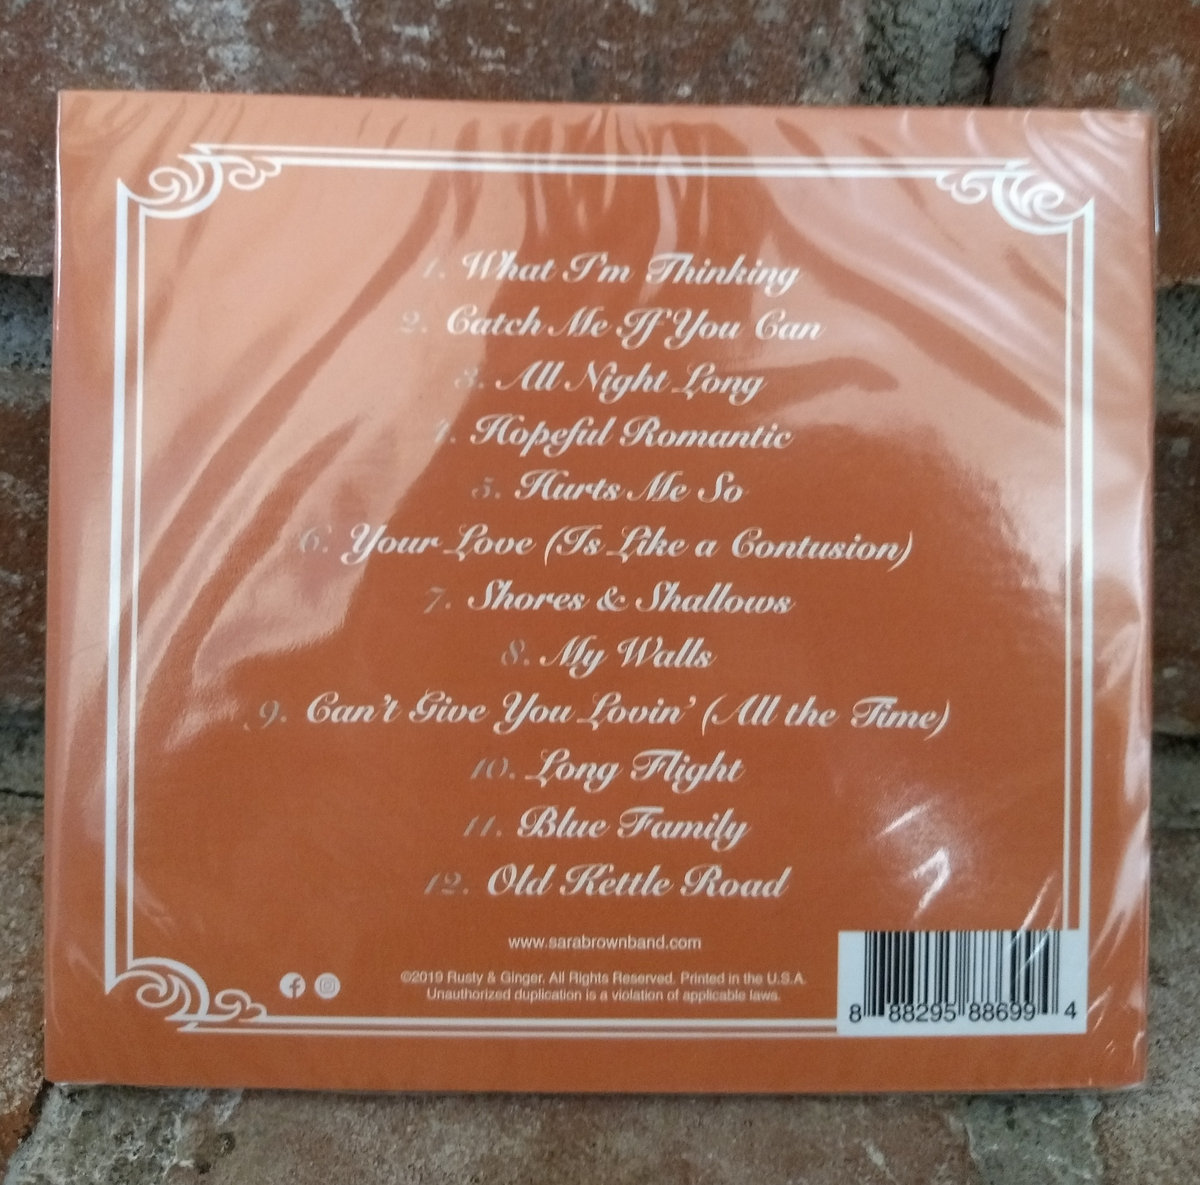 1. What I'm Thinking
2. Catch Me If You Can
3. All Night Long
4. Hopeful Romantic
5. Hurts Me So
6. Your Love (Is Like a Contusion)
7. Shores & Shallows
8. My Walls
9. Can't Give You Lovin' (All the Time)
10. Long Flight
11. Blue Family
12. Old Kettle Road
www.sarabrownband.com
©2019 Rusty & Ginger. All Rights Reserved. Printed in the U.S.A.
Unauthorized duplication is a violation of applicable laws.
8 88295 88699 4